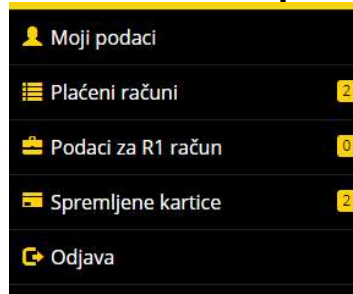 Moji podaci
Plaćeni računi 2
Podaci za R1 račun 0
Spremljene kartice 2
Odjava